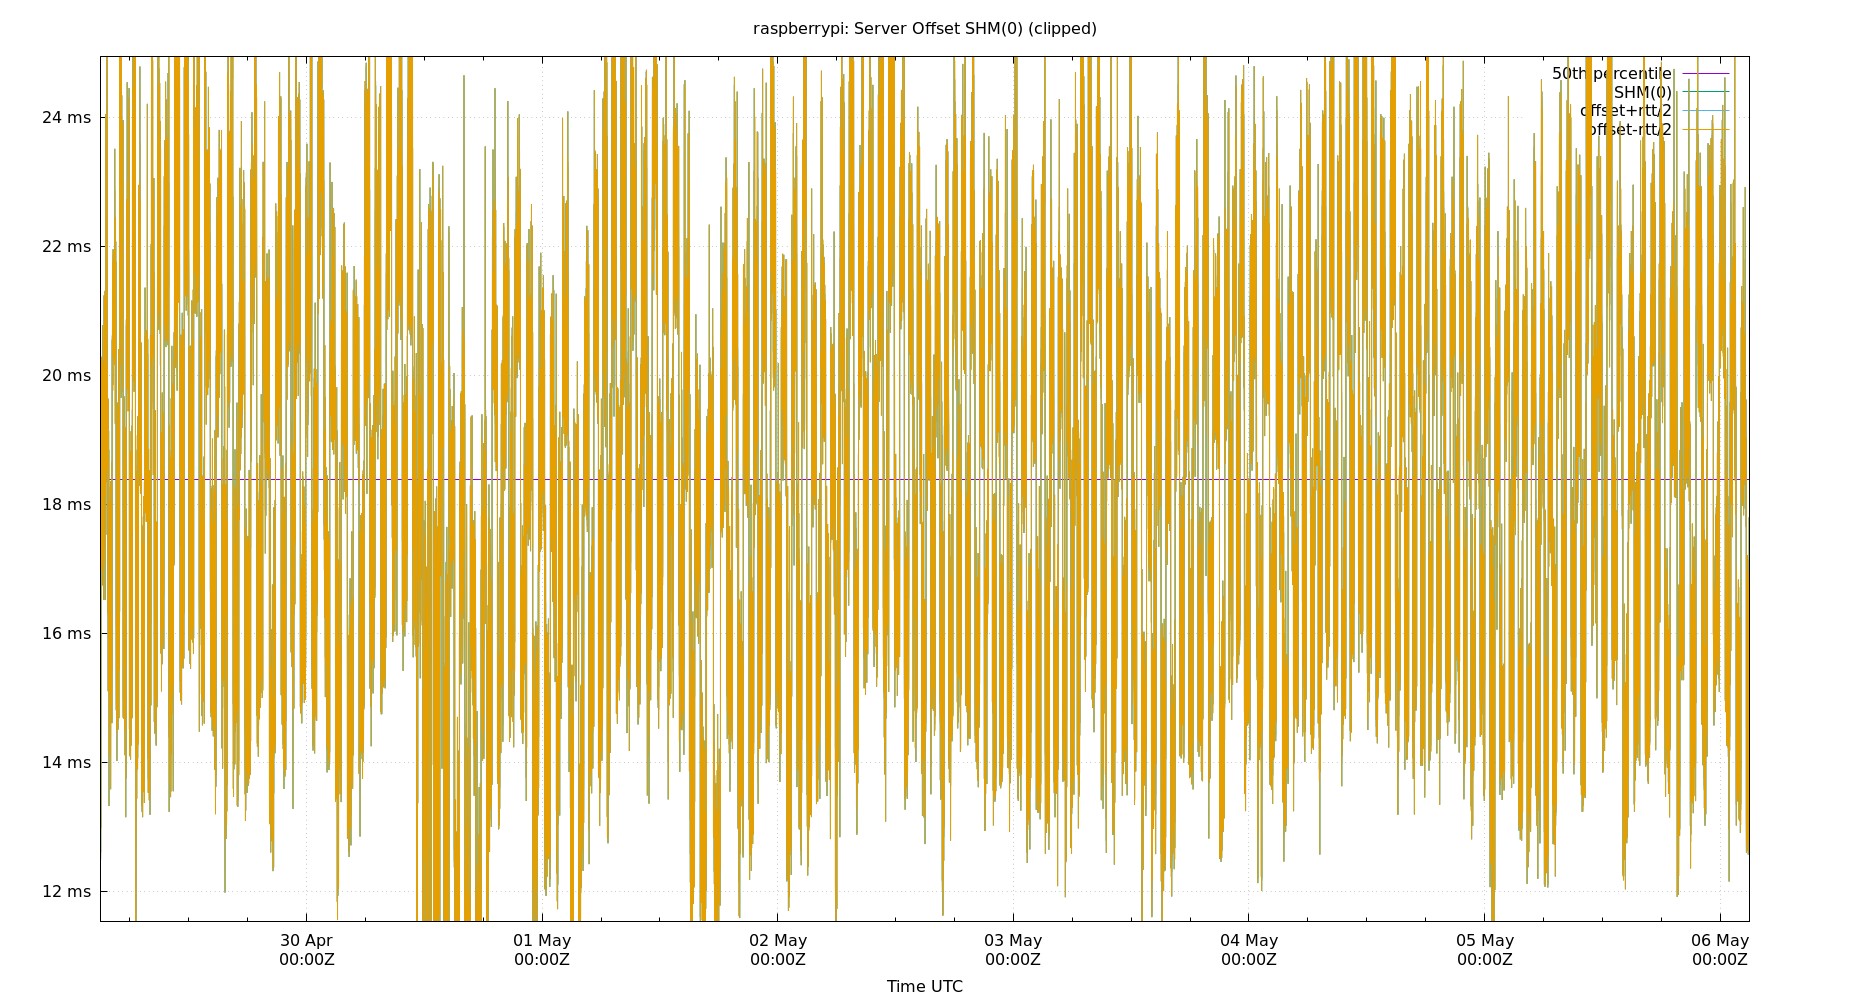 raspberrypi: Server Offset SHM(0) (clipped)
50th percentile
SHM(0)
offset+rtt/2
offset-rtt/2
24 ms
22 ms
20 ms
18 ms
16 ms
14 ms
12 ms
30 Apr 01 May 02 May 03 May 04 May 05 May 06 May
00:00Z 00:00Z 00:00Z 00:00Z 00:00Z 00:00Z 00:00Z
Time UTC